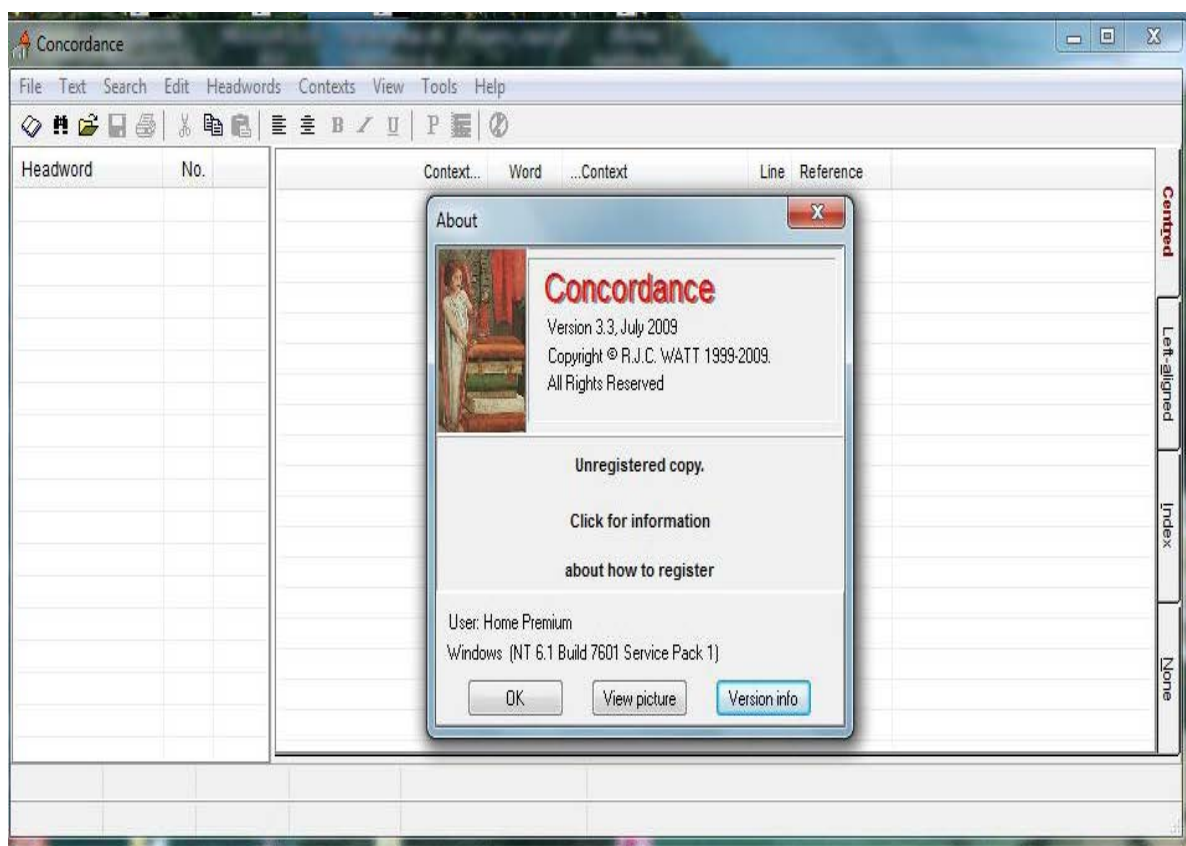 Concordance
File Text Search Edit Headwords Contexts View Tools Help
B I U P
Headword No.
Context... Word ...Context Line Reference
About
Concordance
Version 3.3, July 2009
Copyright © R.J.C. WATT 1999-2009.
All Rights Reserved
Unregistered copy.
Click for information
about how to register
User: Home Premium
Windows (NT 6.1 Build 7601 Service Pack 1)
OK View picture Version info
Centred
Left-aligned
Index
None